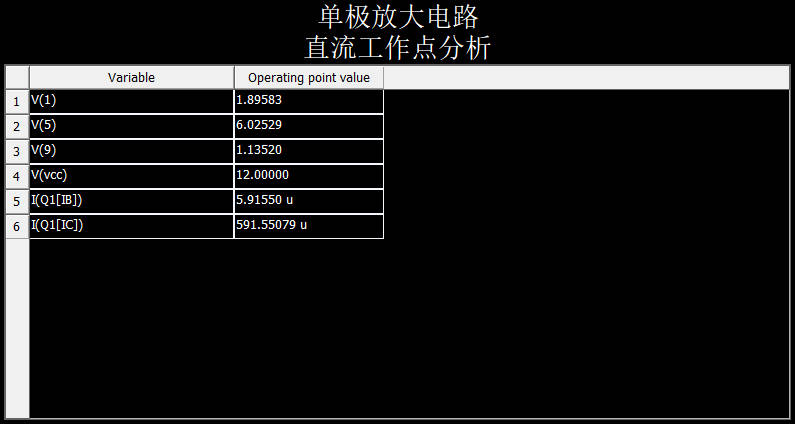 单极放大电路
直流工作点分析
Variable Operating point value
1 V(1) 1.89583
2 V(5) 6.02529
3 V(9) 1.13520
4 V(vcc) 12.00000
5 I(Q1[IB]) 5.91550 u
6 I(Q1[IC]) 591.55079 u